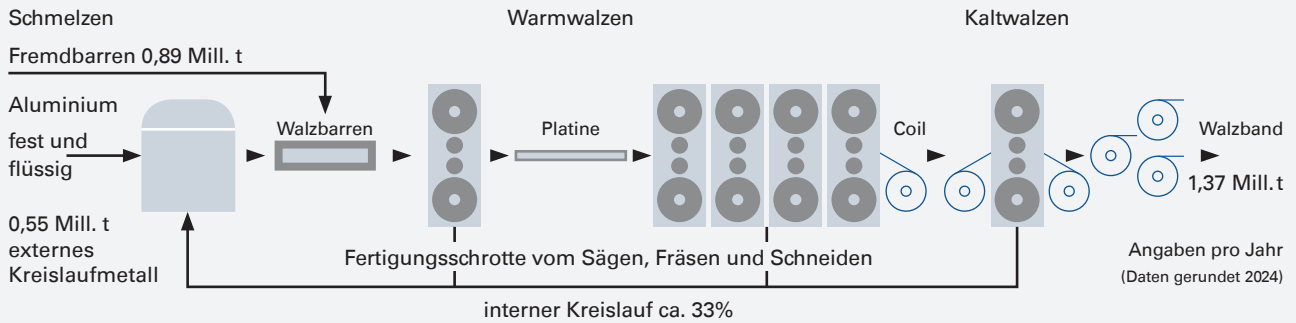 Schmelzen
Warmwalzen
Kaltwalzen
Fremdbarren 0,89 Mill. t
Aluminium
fest und
flüssig
Walzbarren
Platine
Coil
Walzband
1,37 Mill. t
0,55 Mill. t
externes
Kreislaufmetall
Fertigungsschrotte vom Sägen, Fräsen und Schneiden
interner Kreislauf ca. 33%
Angaben pro Jahr
(Daten gerundet 2024)